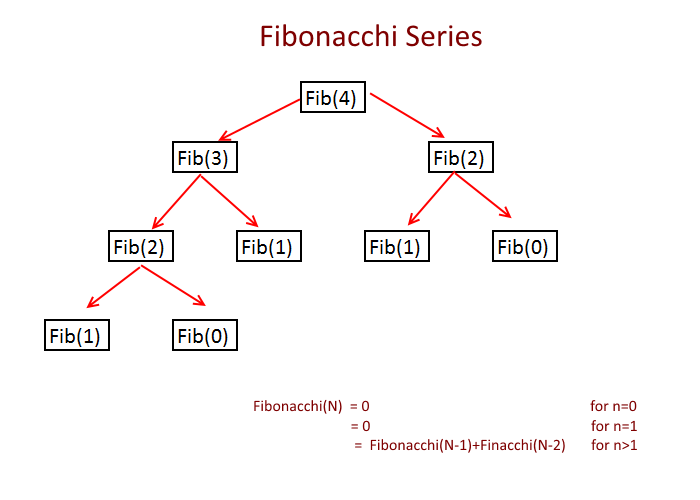 Fibonacchi Series
Fib(4)
Fib(3) Fib(2)
Fib(2) Fib(1) Fib(1) Fib(0)
Fib(1) Fib(0)
Fibonacchi(N) = 0 for n=0
= 0 for n=1
= Fibonacchi(N-1)+Finacchi(N-2) for n>1